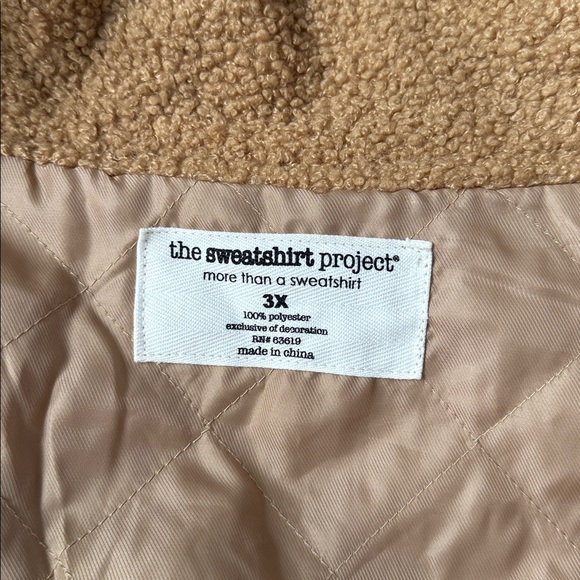 the sweatshirt project®
more than a sweatshirt
3X
100% polyester
exclusive of decoration
RN# 63619
made in china